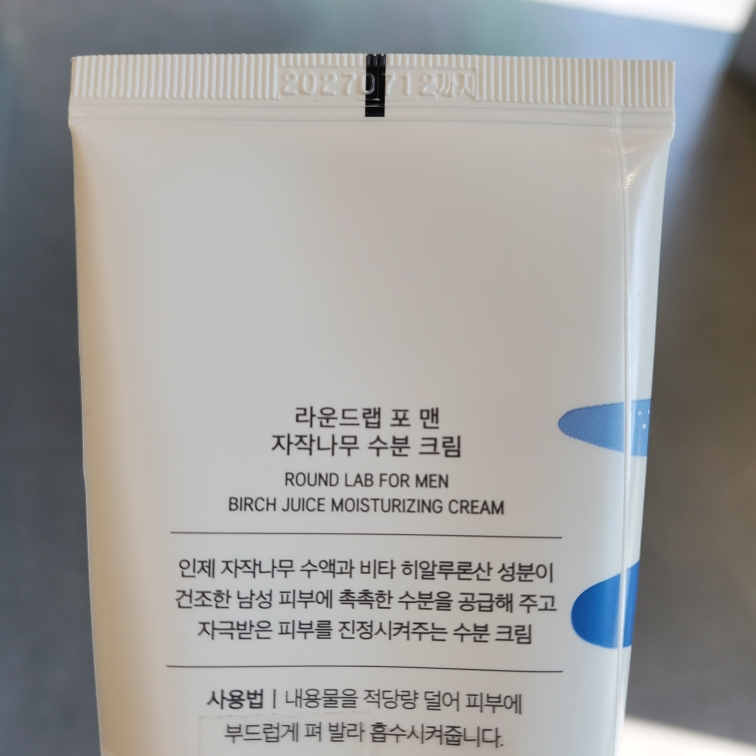 20270712까지
라운드랩 포 맨
자작나무 수분 크림
ROUND LAB FOR MEN
BIRCH JUICE MOISTURIZING CREAM
인제 자작나무 수액과 비타 히알루론산 성분이
건조한 남성 피부에 촉촉한 수분을 공급해 주고
자극받은 피부를 진정시켜주는 수분 크림
사용법 | 내용물을 적당량 덜어 피부에
부드럽게 펴 발라 흡수시켜줍니다.